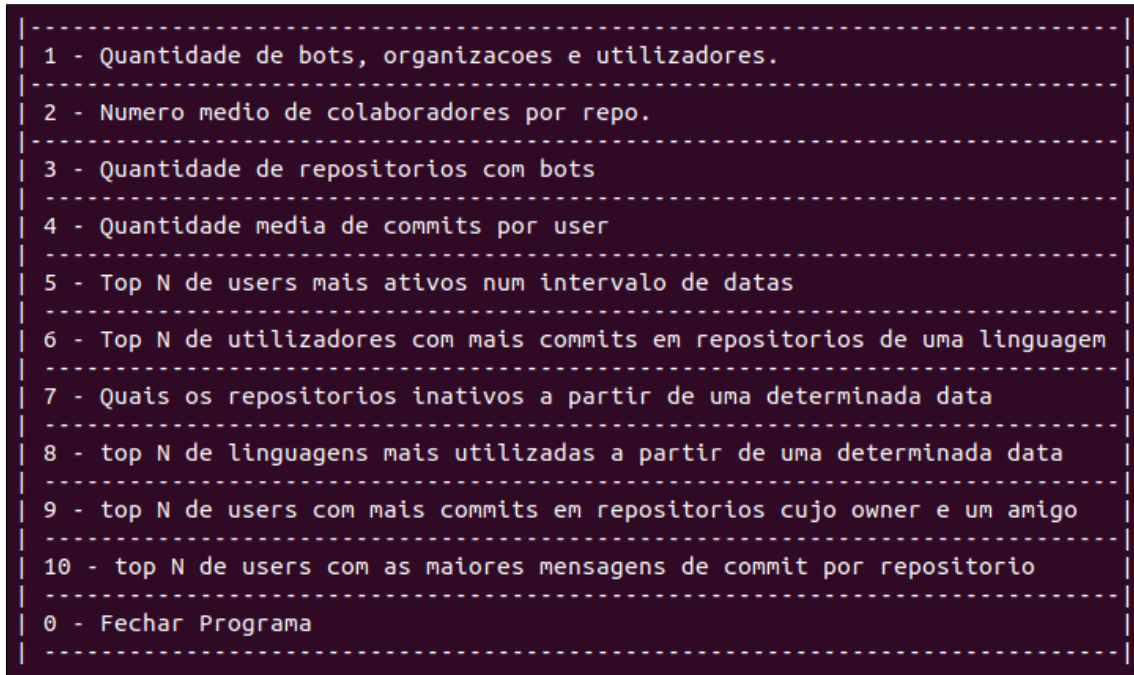 |-----------------------------------------------------------------------------|
| 1 - Quantidade de bots, organizacoes e utilizadores. |
|-----------------------------------------------------------------------------|
| 2 - Numero medio de colaboradores por repo. |
|-----------------------------------------------------------------------------|
| 3 - Quantidade de repositorios com bots |
| ----------------------------------------------------------------------------|
| 4 - Quantidade media de commits por user |
| ----------------------------------------------------------------------------|
| 5 - Top N de users mais ativos num intervalo de datas |
| ----------------------------------------------------------------------------|
| 6 - Top N de utilizadores com mais commits em repositorios de uma linguagem |
| ----------------------------------------------------------------------------|
| 7 - Quais os repositorios inativos a partir de uma determinada data |
| ----------------------------------------------------------------------------|
| 8 - top N de linguagens mais utilizadas a partir de uma determinada data |
| ----------------------------------------------------------------------------|
| 9 - top N de users com mais commits em repositorios cujo owner e um amigo |
| ----------------------------------------------------------------------------|
| 10 - top N de users com as maiores mensagens de commit por repositorio |
| ----------------------------------------------------------------------------|
| 0 - Fechar Programa |
| ----------------------------------------------------------------------------|